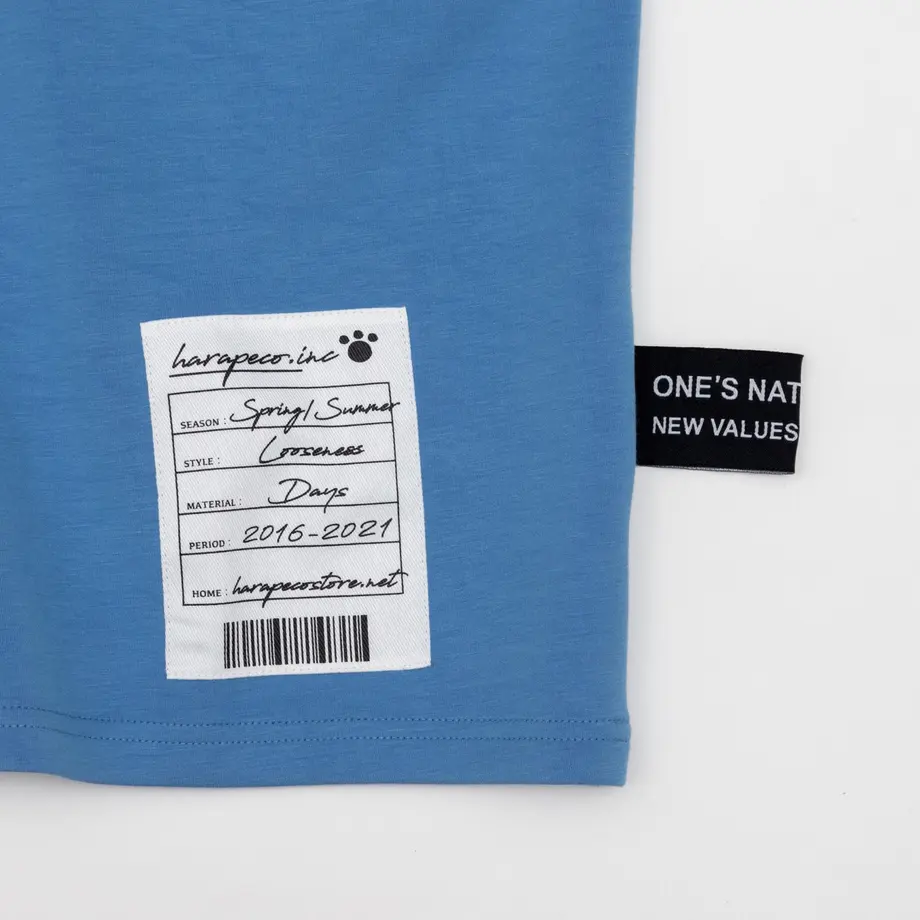 harapeco.inc
SEASON : Spring/Summer
STYLE : Looseness
MATERIAL : Days
PERIOD : 2016-2021
HOME : harapecostore.net
ONE'S NAT
NEW VALUES